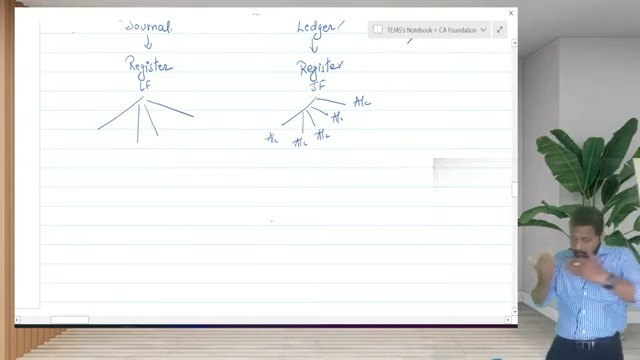 Journal
Ledger
TEJAS's Notebook > CA Foundation
Register
Register
LF
JF
A/c
A/c
A/c
A/c
A/c